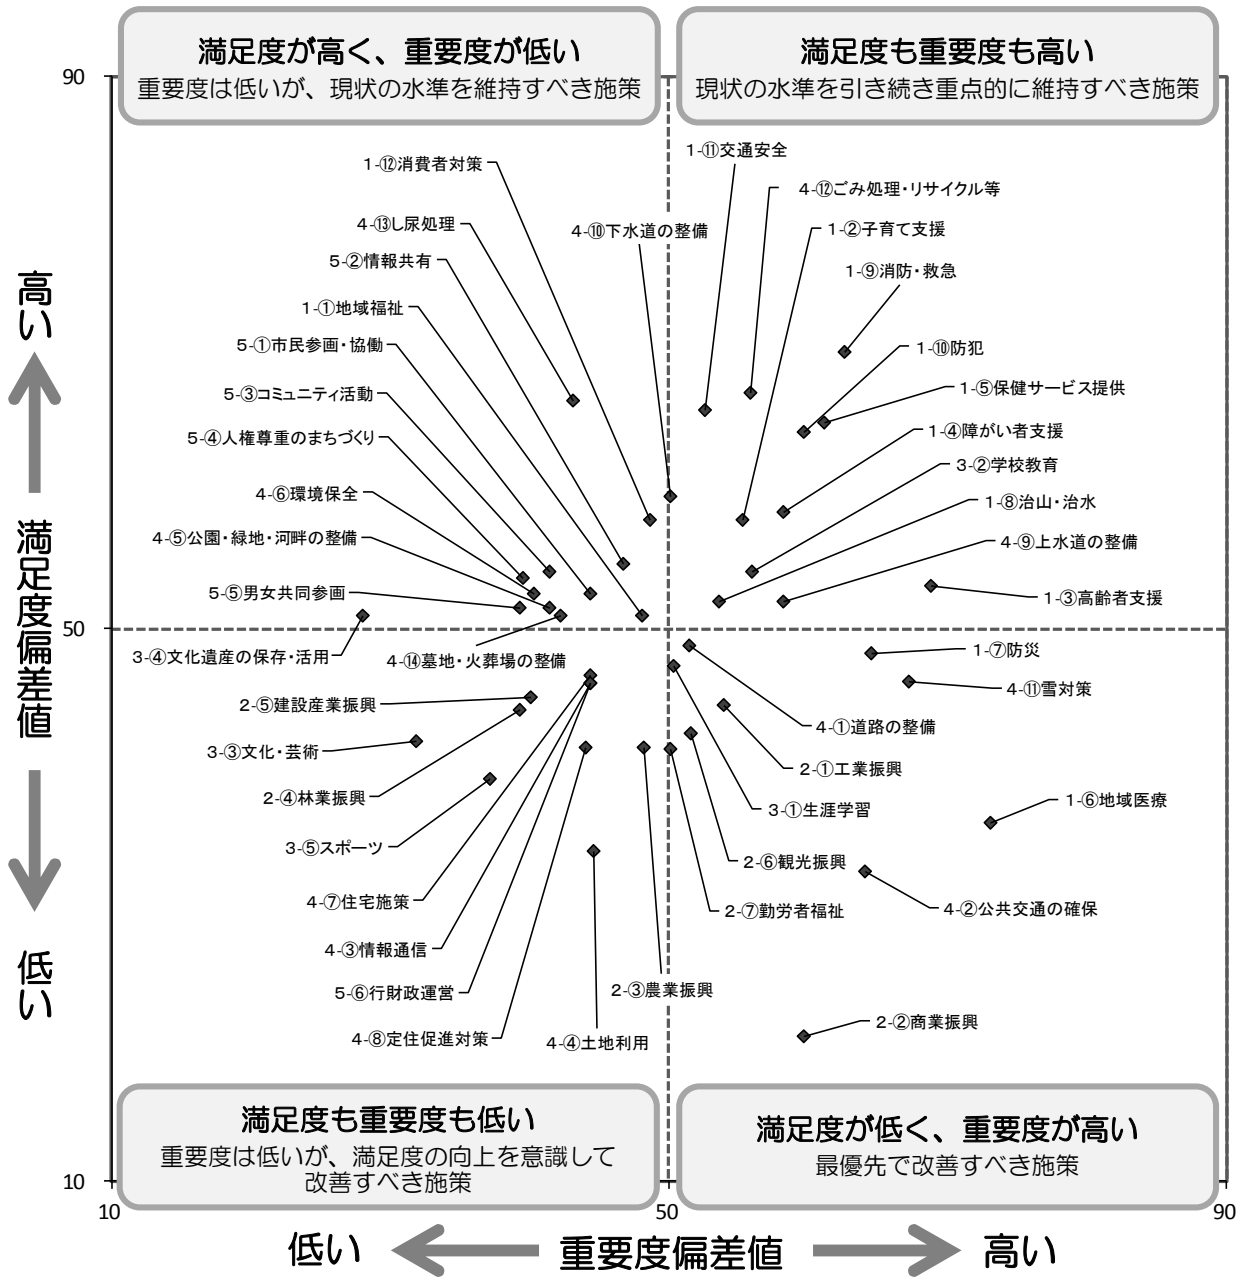 満足度が高く、重要度が低い
重要度は低いが、現状の水準を維持すべき施策
満足度も重要度も高い
現状の水準を引き続き重点的に維持すべき施策
90
1-⑪交通安全
1-⑫消費者対策
4-⑫ごみ処理・リサイクル等
4-⑬し尿処理
4-⑩下水道の整備
1-②子育て支援
5-②情報共有
1-⑨消防・救急
1-①地域福祉
5-①市民参画・協働
1-⑩防犯
5-③コミュニティ活動
1-⑤保健サービス提供
5-④人権尊重のまちづくり
1-④障がい者支援
3-②学校教育
4-⑥環境保全
1-⑧治山・治水
4-⑤公園・緑地・河畔の整備
4-⑨上水道の整備
5-⑤男女共同参画
1-③高齢者支援
50
3-④文化遺産の保存・活用
4-⑭墓地・火葬場の整備
1-⑦防災
4-⑪雪対策
2-⑤建設産業振興
4-①道路の整備
3-③文化・芸術
2-①工業振興
2-④林業振興
3-①生涯学習
1-⑥地域医療
3-⑤スポーツ
2-⑥観光振興
4-⑦住宅施策
2-⑦勤労者福祉
4-②公共交通の確保
4-③情報通信
5-⑥行財政運営
2-③農業振興
2-②商業振興
4-⑧定住促進対策
4-④土地利用
高い
満足度偏差値
低い
満足度も重要度も低い
重要度は低いが、満足度の向上を意識して
改善すべき施策
満足度が低く、重要度が高い
最優先で改善すべき施策
10
10
50
90
低い
重要度偏差値
高い